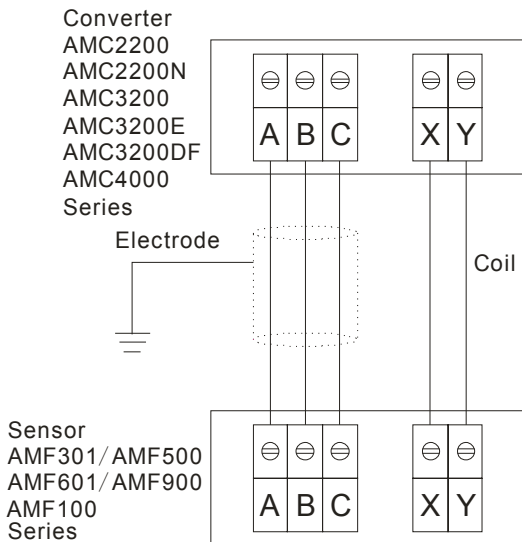 Converter
AMC2200
AMC2200N
AMC3200
AMC3200E
AMC3200DF
AMC4000
Series
A B C X Y
Electrode
Coil
Sensor
AMF301/AMF500
AMF601/AMF900
AMF100
Series
A B C X Y